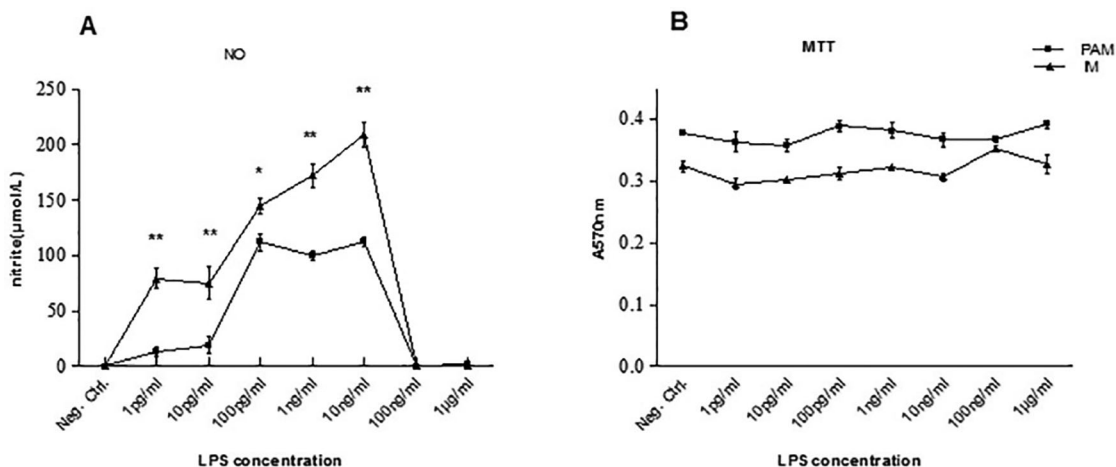 A
NO
nitrite(µmol/L)
250
200
150
100
50
0
**
**
*
**
**
Neg- Ctrl.
1pg/ml
10pg/ml
100pg/ml
1ng/ml
10ng/ml
100ng/ml
1µg/ml
LPS concentration
B
MTT
PAM
IM
A570nm
0.4
0.3
0.2
0.1
0.0
Neg- Ctrl.
1pg/ml
10pg/ml
100pg/ml
1ng/ml
10ng/ml
100ng/ml
1µg/ml
LPS concentration